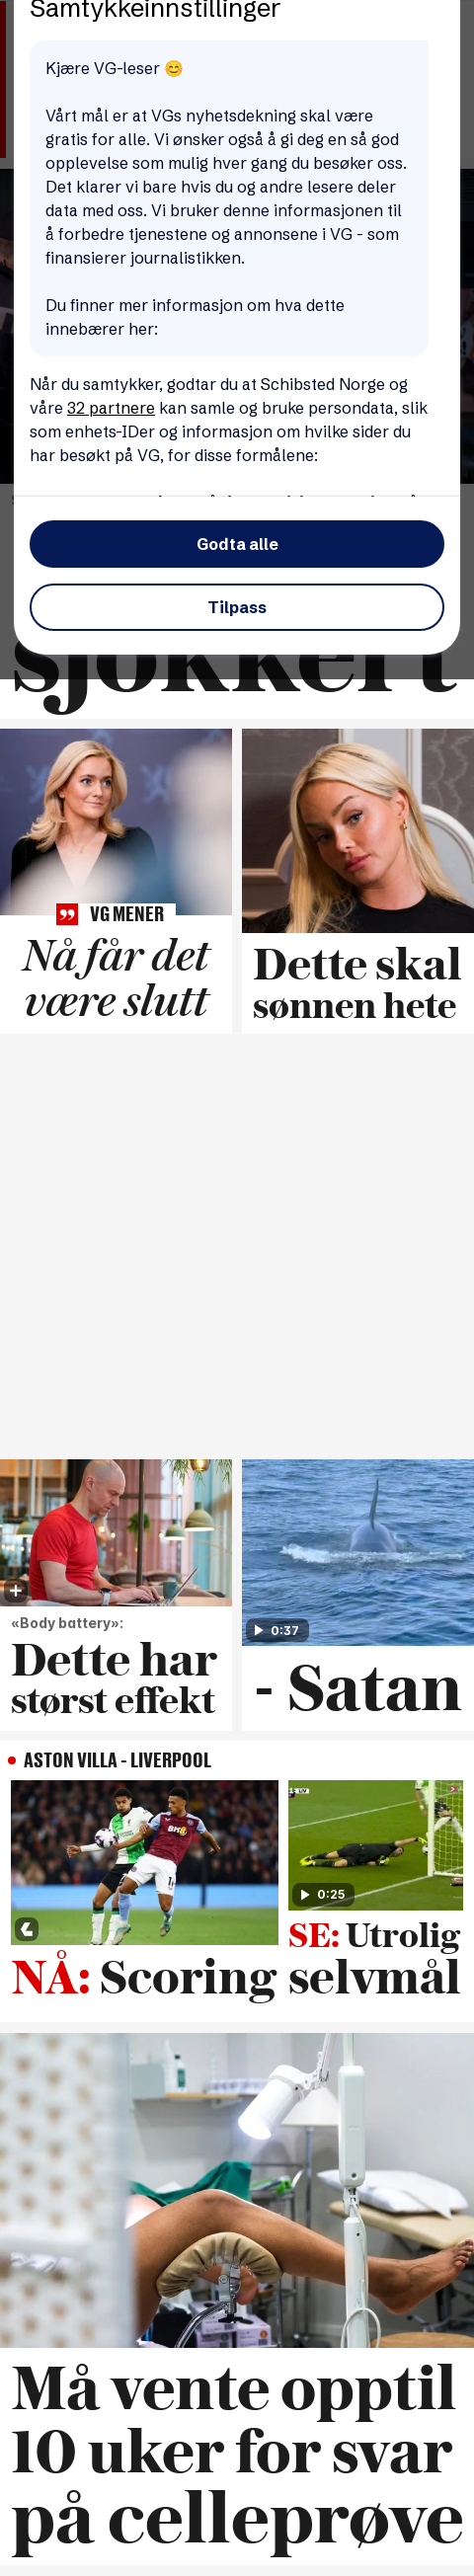 Samtykkeinnstillinger
Kjære VG-leser 😊
Vårt mål er at VGs nyhetsdekning skal være
gratis for alle. Vi ønsker også å gi deg en så god
opplevelse som mulig hver gang du besøker oss.
Det klarer vi bare hvis du og andre lesere deler
data med oss. Vi bruker denne informasjonen til
å forbedre tjenestene og annonsene i VG - som
finansierer journalistikken.
Du finner mer informasjon om hva dette
innebærer her:
Når du samtykker, godtar du at Schibsted Norge og
våre 32 partnere kan samle og bruke persondata, slik
som enhets-IDer og informasjon om hvilke sider du
har besøkt på VG, for disse formålene:
Godta alle
Tilpass
sjokkert
VG MENER
Nå får det
være slutt
Dette skal
sønnen hete
«Body battery»:
Dette har
størst effekt
0:37
- Satan
ASTON VILLA - LIVERPOOL
0:25
NÅ: Scoring
SE: Utrolig
selvmål
Må vente opptil
10 uker for svar
på celleprøve